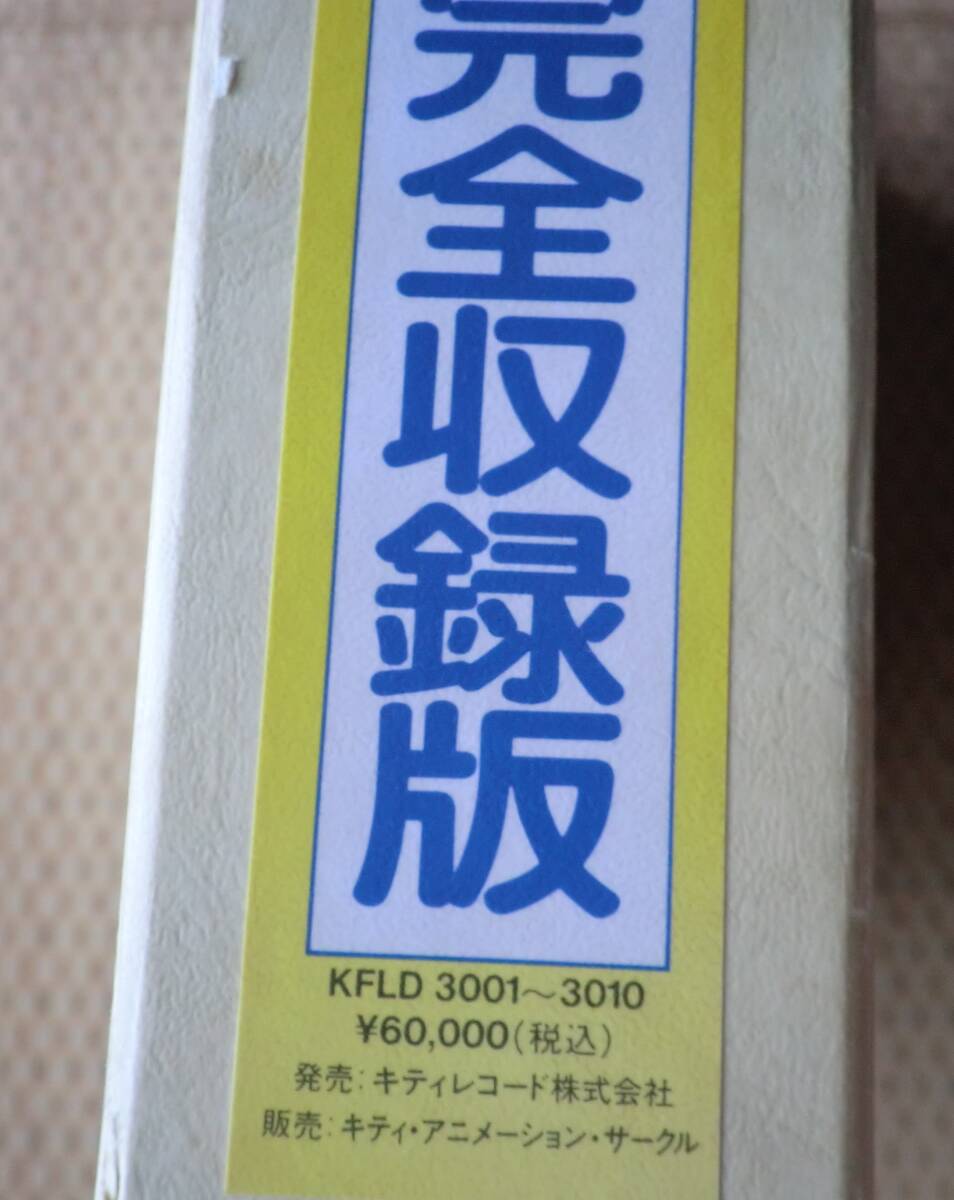 完全収録版
KFLD 3001～3010
¥60,000(税込)
発売：キティレコード株式会社
販売：キティ・アニメーション・サークル